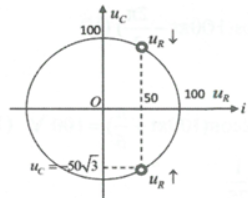 u_C
100
u_R ↓
O
50
100 u_R
i
u_C = -50√3
u_R ↑